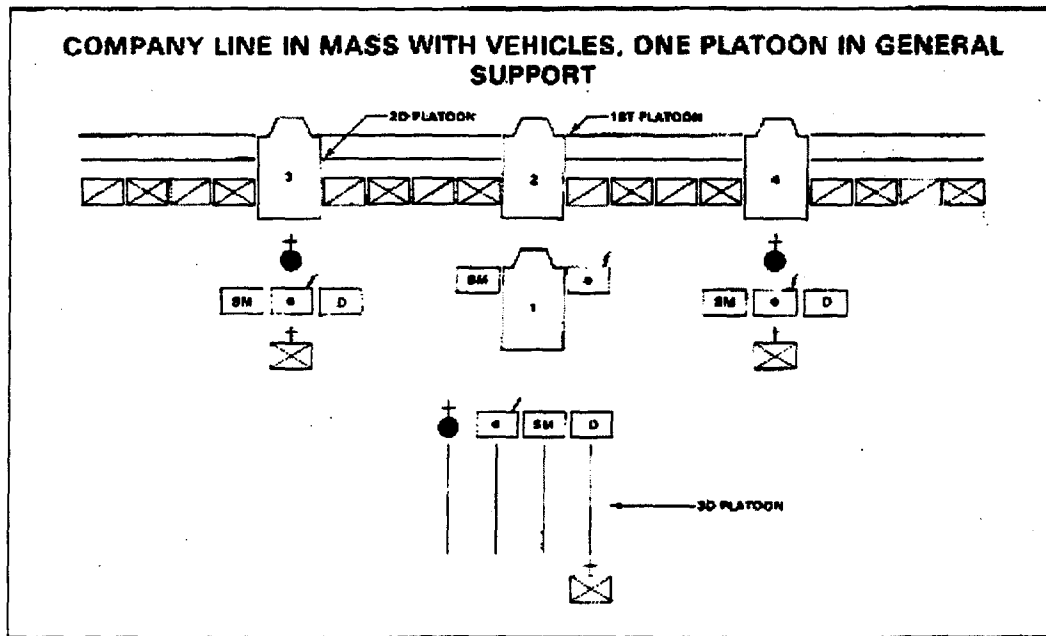 COMPANY LINE IN MASS WITH VEHICLES, ONE PLATOON IN GENERAL
SUPPORT
2D PLATOON
1ST PLATOON
3
2
4
SM
1
SM
D
SM
D
SM
D
3D PLATOON